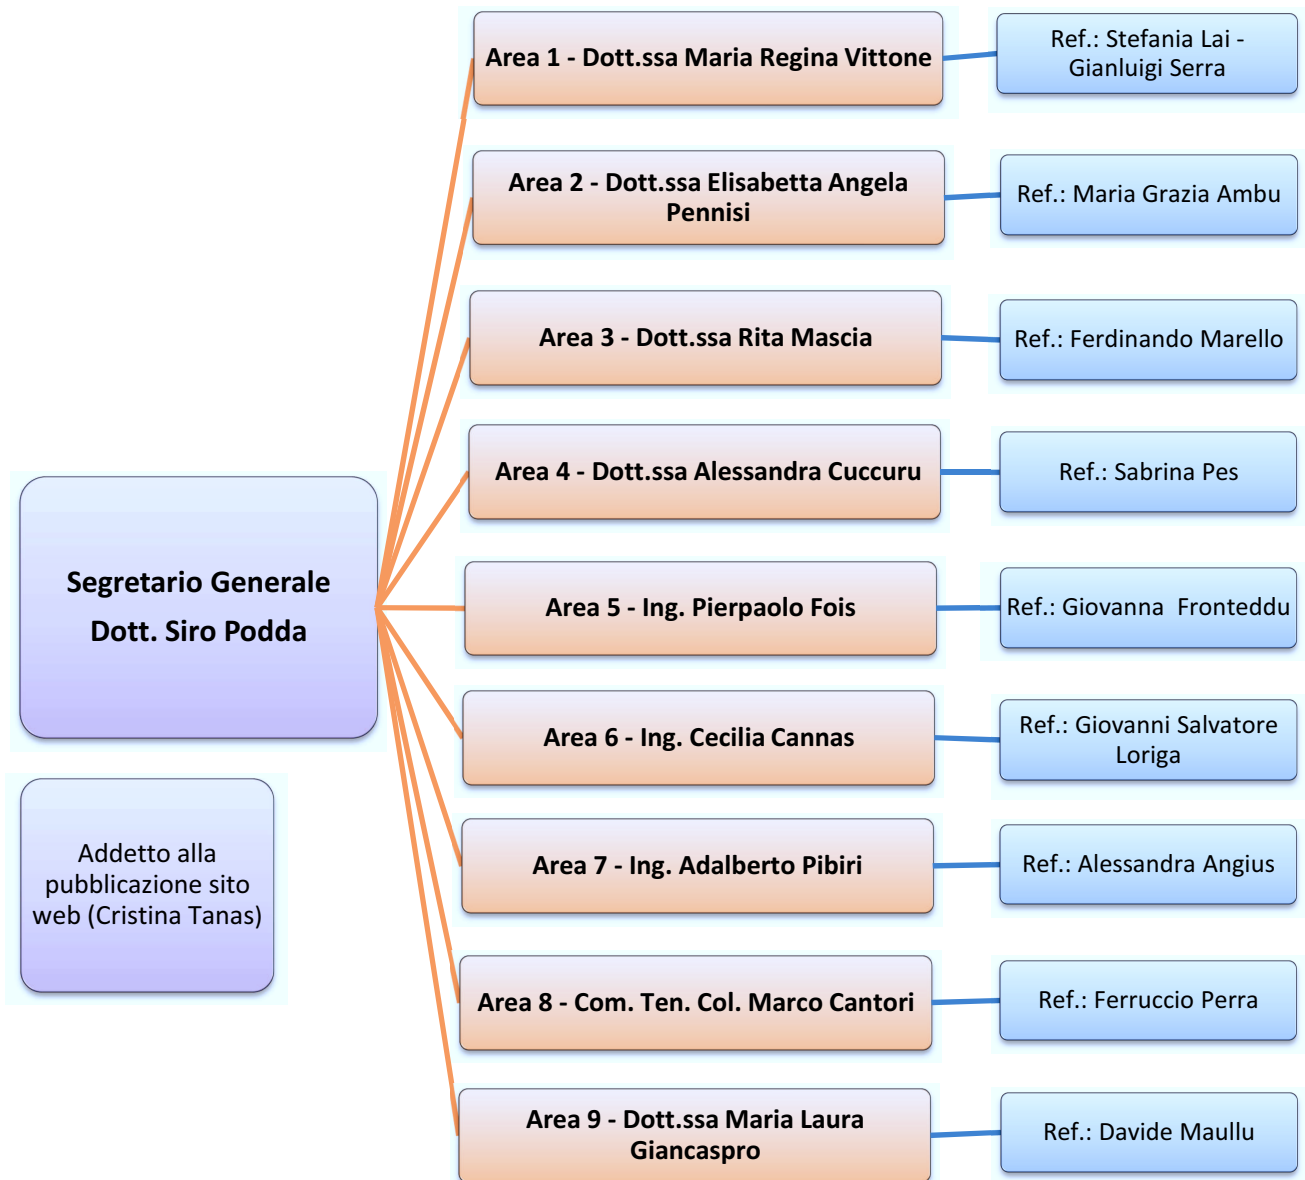 Segretario Generale
Dott. Siro Podda
Addetto alla
pubblicazione sito
web (Cristina Tanas)
Area 1 - Dott.ssa Maria Regina Vittone
Ref.: Stefania Lai -
Gianluigi Serra
Area 2 - Dott.ssa Elisabetta Angela
Pennisi
Ref.: Maria Grazia Ambu
Area 3 - Dott.ssa Rita Mascia
Ref.: Ferdinando Marello
Area 4 - Dott.ssa Alessandra Cuccuru
Ref.: Sabrina Pes
Area 5 - Ing. Pierpaolo Fois
Ref.: Giovanna  Fronteddu
Area 6 - Ing. Cecilia Cannas
Ref.: Giovanni Salvatore
Loriga
Area 7 - Ing. Adalberto Pibiri
Ref.: Alessandra Angius
Area 8 - Com. Ten. Col. Marco Cantori
Ref.: Ferruccio Perra
Area 9 - Dott.ssa Maria Laura
Giancaspro
Ref.: Davide Maullu